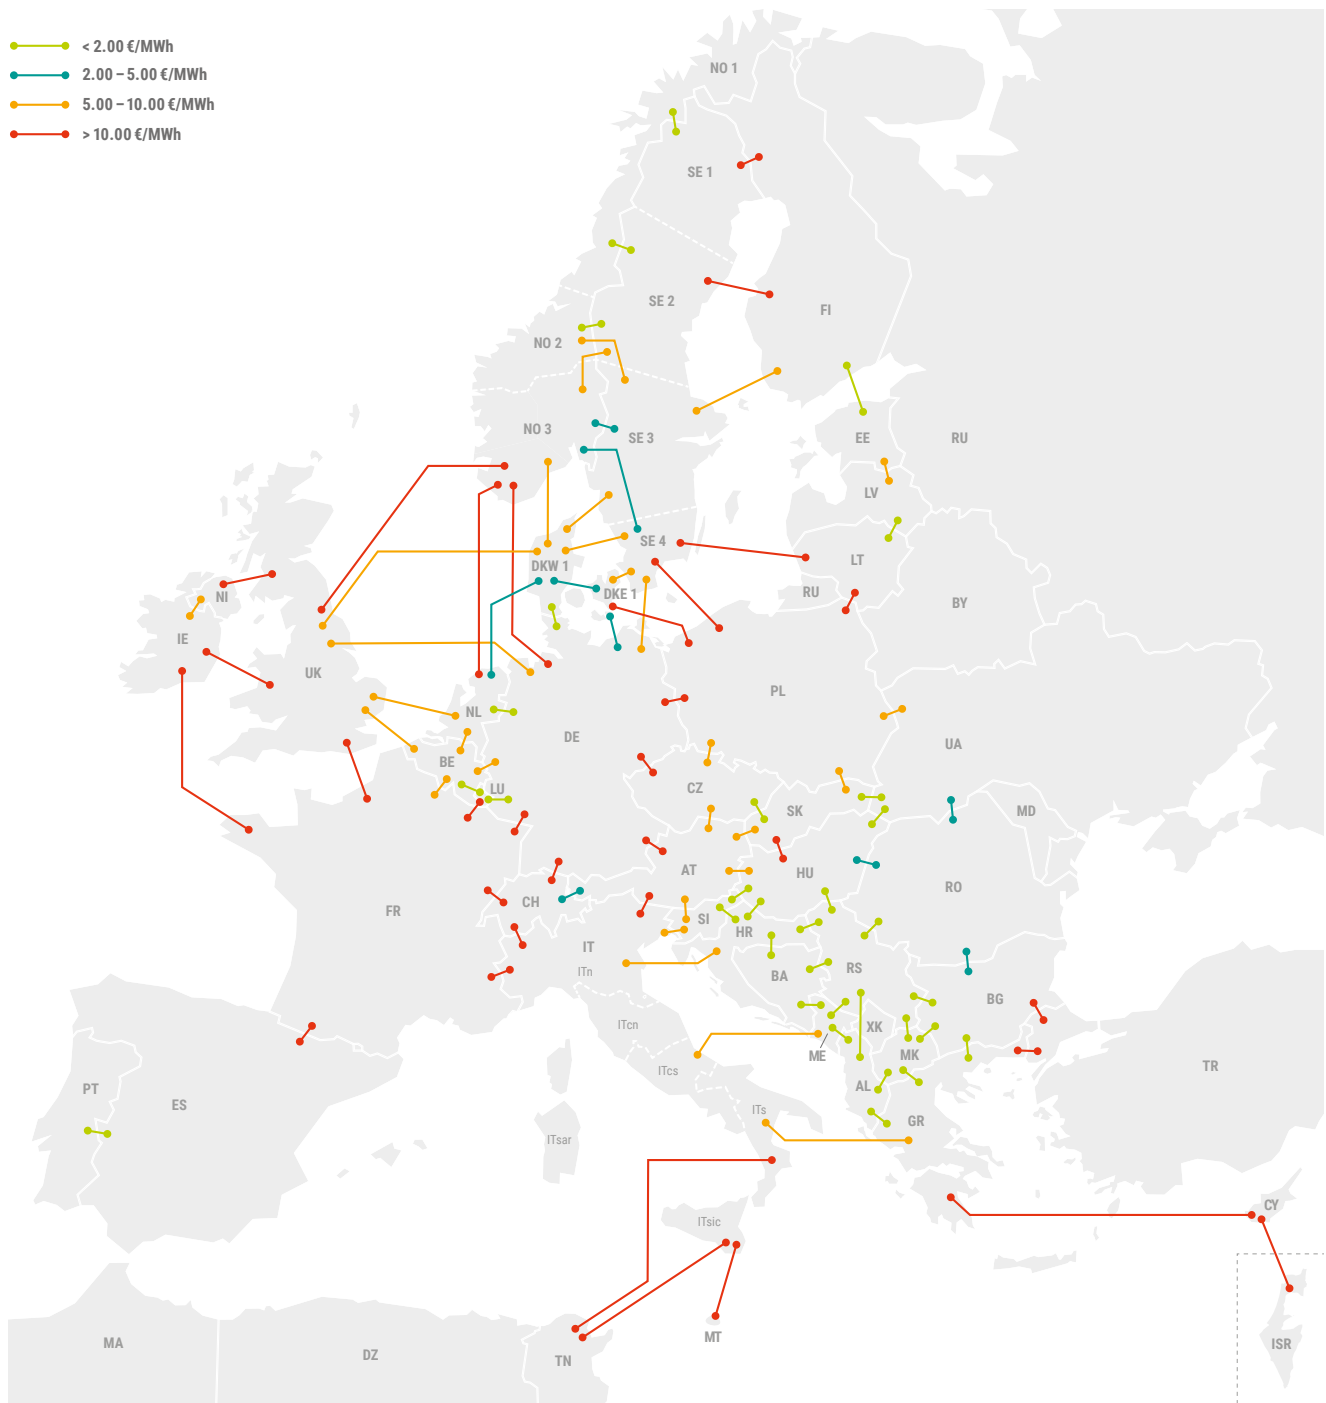 < 2.00 €/MWh
2.00 – 5.00 €/MWh
5.00 – 10.00 €/MWh
> 10.00 €/MWh
NO 1
SE 1
SE 2
FI
NO 2
NO 3
SE 3
EE
RU
LV
SE 4
LT
DKW 1
DKE 1
RU
BY
NI
IE
UK
PL
NL
DE
UA
BE
LU
CZ
SK
MD
AT
HU
RO
CH
FR
SI
HR
IT
ITn
BA
RS
BG
ITcn
XK
ME
MK
ITcs
TR
AL
PT
ES
ITs
GR
ITsar
CY
ITsic
MT
MA
DZ
TN
ISR